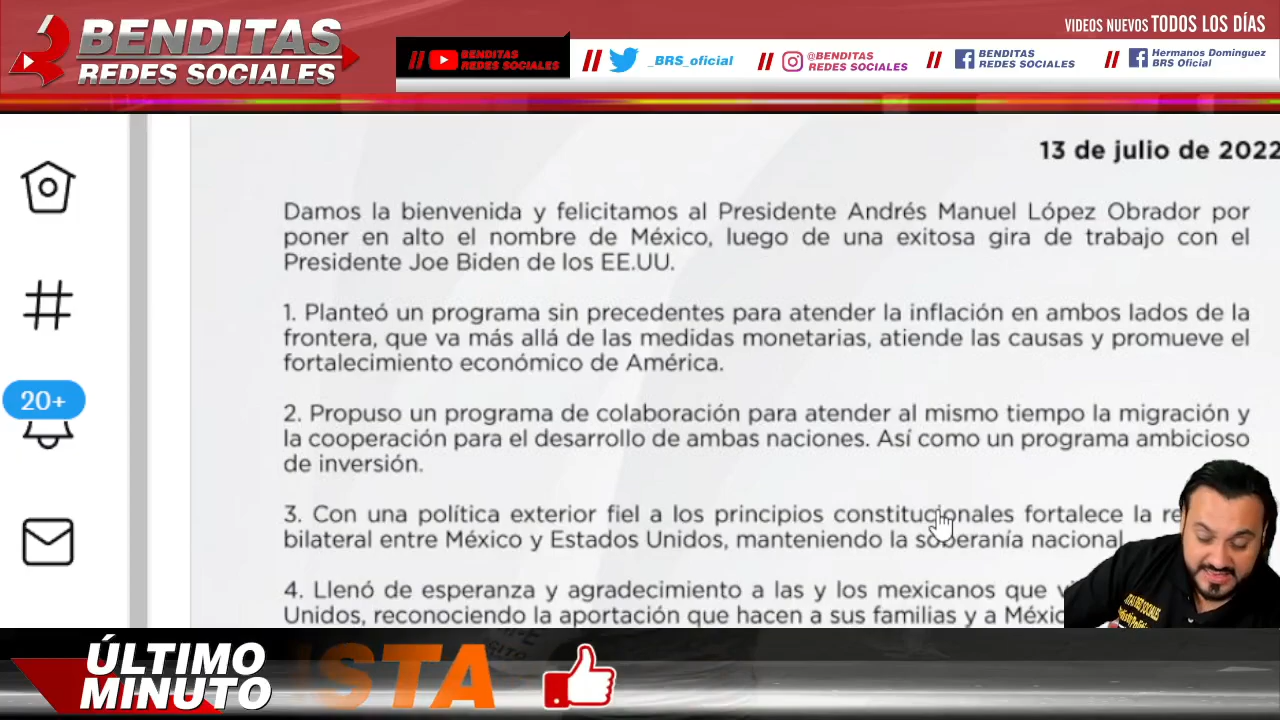 BENDITAS
REDES SOCIALES
VIDEOS NUEVOS TODOS LOS DÍAS
// BENDITAS
REDES SOCIALES
// _BRS_oficial
// @BENDITAS
REDES SOCIALES
// BENDITAS
REDES SOCIALES
// Hermanos Dominguez
BRS Oficial
13 de julio de 2022
Damos la bienvenida y felicitamos al Presidente Andrés Manuel López Obrador por
poner en alto el nombre de México, luego de una exitosa gira de trabajo con el
Presidente Joe Biden de los EE.UU.
1. Planteó un programa sin precedentes para atender la inflación en ambos lados de la
frontera, que va más allá de las medidas monetarias, atiende las causas y promueve el
fortalecimiento económico de América.
2. Propuso un programa de colaboración para atender al mismo tiempo la migración y
la cooperación para el desarrollo de ambas naciones. Así como un programa ambicioso
de inversión.
3. Con una política exterior fiel a los principios constitucionales fortalece la
bilateral entre México y Estados Unidos, manteniendo la soberanía nacional
4. Llenó de esperanza y agradecimiento a las y los mexicanos que
Unidos, reconociendo la aportación que hacen a sus familias y a
20+
ÚLTIMO
MINUTO